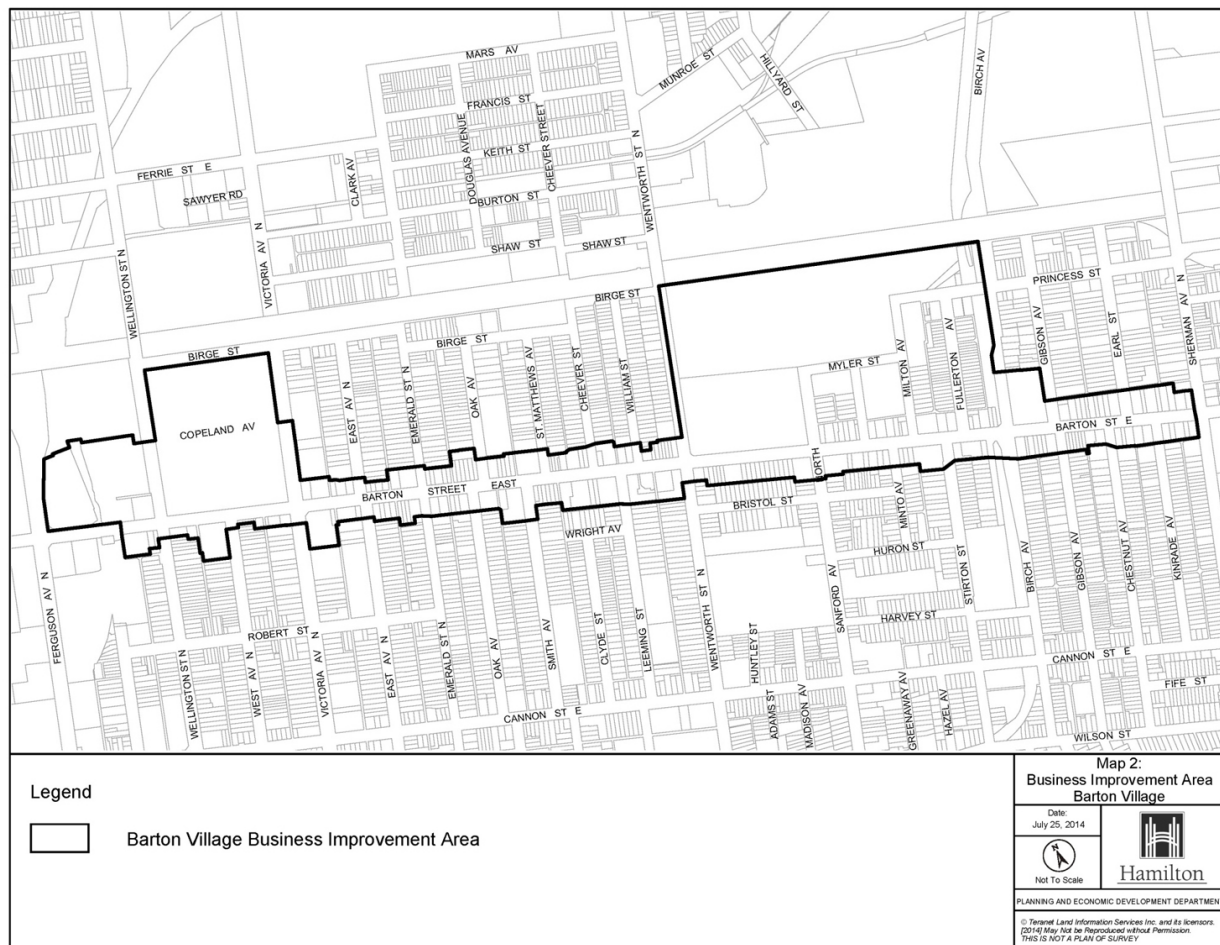 MARS AV
MUNROE ST
HILLYARD ST
BIRCH AV
FRANCIS ST
DOUGLAS AVENUE
CHEEVER STREET
KEITH ST
WENTWORTH ST N
FERRIE ST E
CLARK AV
SAWYER RD
BURTON ST
SHAW ST
SHAW ST
WELLINGTON ST N
VICTORIA AV N
PRINCESS ST
BIRGE ST
GIBSON AV
EARL ST
SHERMAN AV N
BIRGE ST
BIRGE ST
MYLER ST
MILTON AV
FULLERTON AV
EAST AV N
EMERALD ST N
OAK AV
ST. MATTHEWS AV
CHEEVER ST
WILLIAM ST
COPELAND AV
BARTON ST E
BARTON STREET EAST
NORTH
BRISTOL ST
WRIGHT AV
MINTO AV
HURON ST
STIRTON ST
BIRCH AV
GIBSON AV
CHESTNUT AV
KINRADE AV
FERGUSON AV N
ROBERT ST
SANFORD AV
HARVEY ST
WELLINGTON ST N
WEST AV N
VICTORIA AV N
EAST AV N
EMERALD ST N
OAK AV
SMITH AV
CLYDE ST
LEEMING ST
WENTWORTH ST N
HUNTLEY ST
CANNON ST E
CANNON ST E
ADAMS ST
MADISON AV
GREENAWAY AV
HAZEL AV
FIFE ST
WILSON ST
Legend
Barton Village Business Improvement Area
Map 2:
Business Improvement Area
Barton Village
Date:
July 25, 2014
N
Not To Scale
Hamilton
PLANNING AND ECONOMIC DEVELOPMENT DEPARTMENT
© Teranet Land Information Services Inc. and its licensors.
[2014] May Not be Reproduced without Permission.
THIS IS NOT A PLAN OF SURVEY